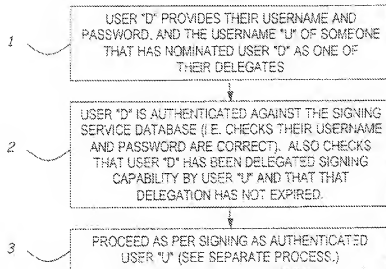 1
USER "D" PROVIDES THEIR USERNAME AND
PASSWORD, AND THE USERNAME "U" OF SOMEONE
THAT HAS NOMINATED USER "D" AS ONE OF
THEIR DELEGATES
2
USER "D" IS AUTHENTICATED AGAINST THE SIGNING
SERVICE DATABASE (I.E. CHECKS THEIR USERNAME
AND PASSWORD ARE CORRECT). ALSO CHECKS
THAT USER "D" HAS BEEN DELEGATED SIGNING
CAPABILITY BY USER "U" AND THAT THAT
DELEGATION HAS NOT EXPIRED.
3
PROCEED AS PER SIGNING AS AUTHENTICATED
USER "U" (SEE SEPARATE PROCESS.)